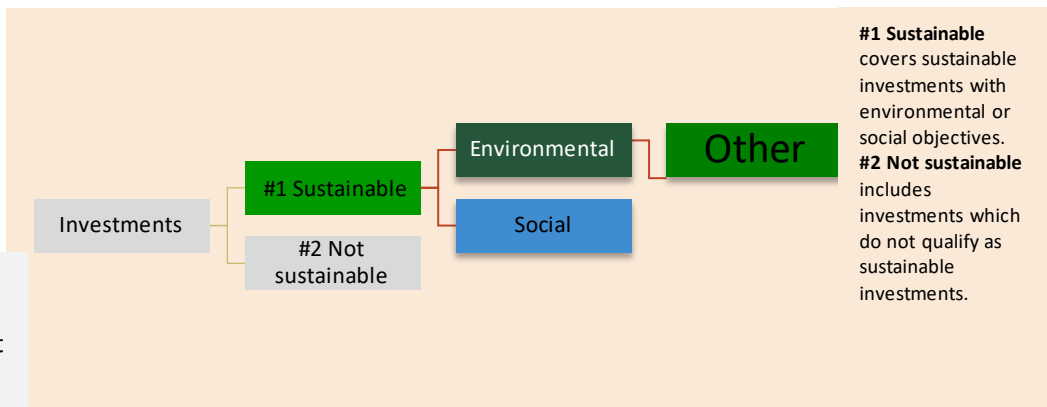 Investments
#1 Sustainable
#2 Not
sustainable
Environmental
Social
Other
#1 Sustainable
covers sustainable
investments with
environmental or
social objectives.
#2 Not sustainable
includes
investments which
do not qualify as
sustainable
investments.